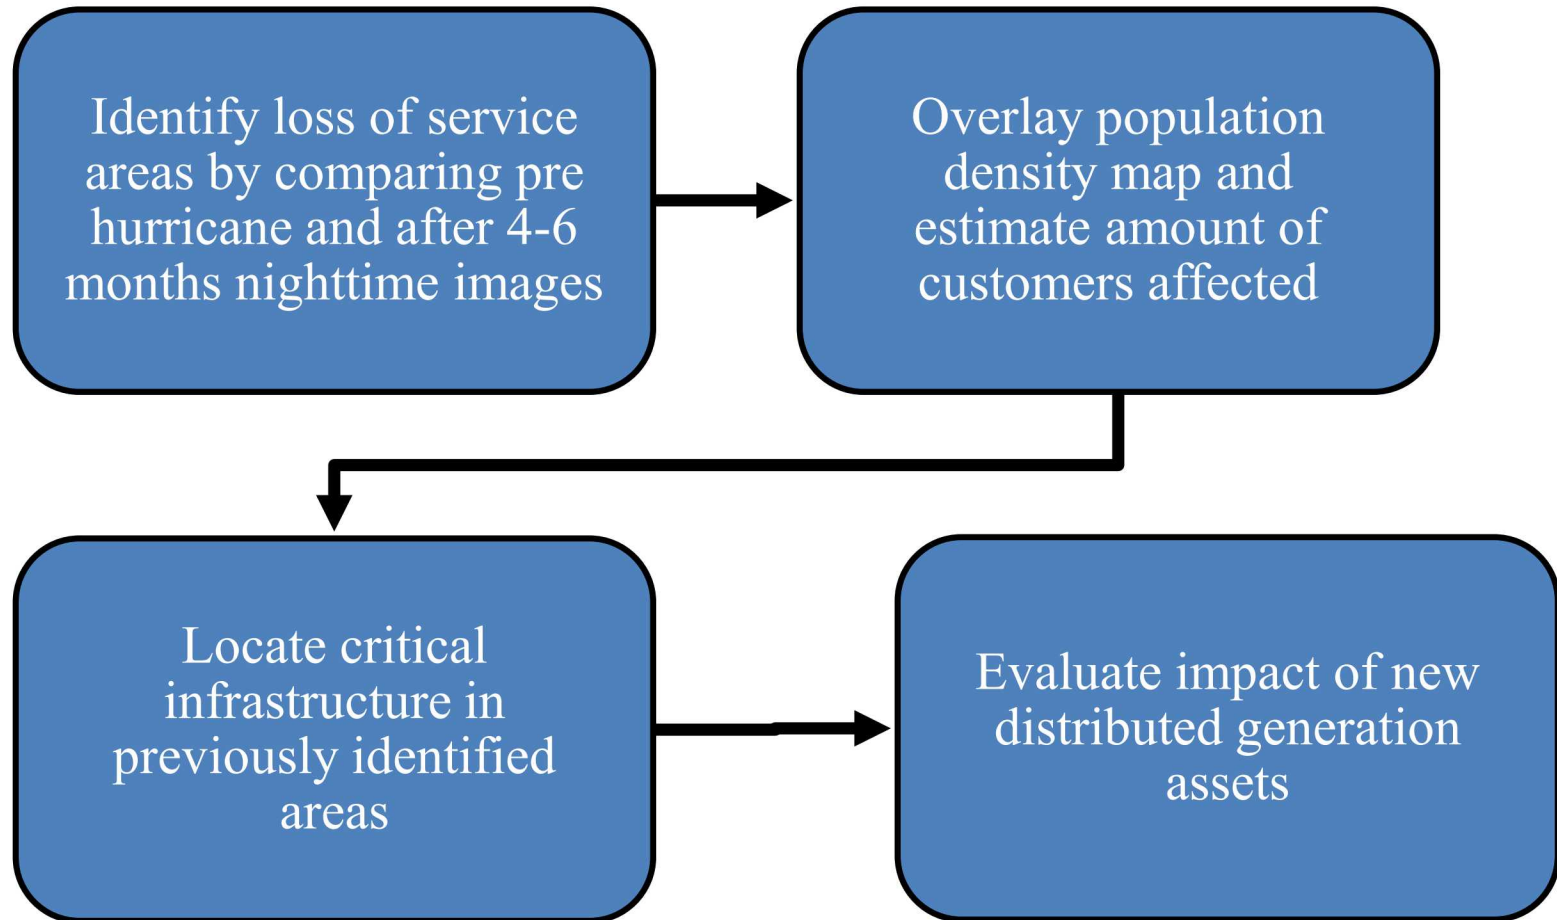 Identify loss of service
areas by comparing pre
hurricane and after 4-6
months nighttime images
Overlay population
density map and
estimate amount of
customers affected
Locate critical
infrastructure in
previously identified
areas
Evaluate impact of new
distributed generation
assets